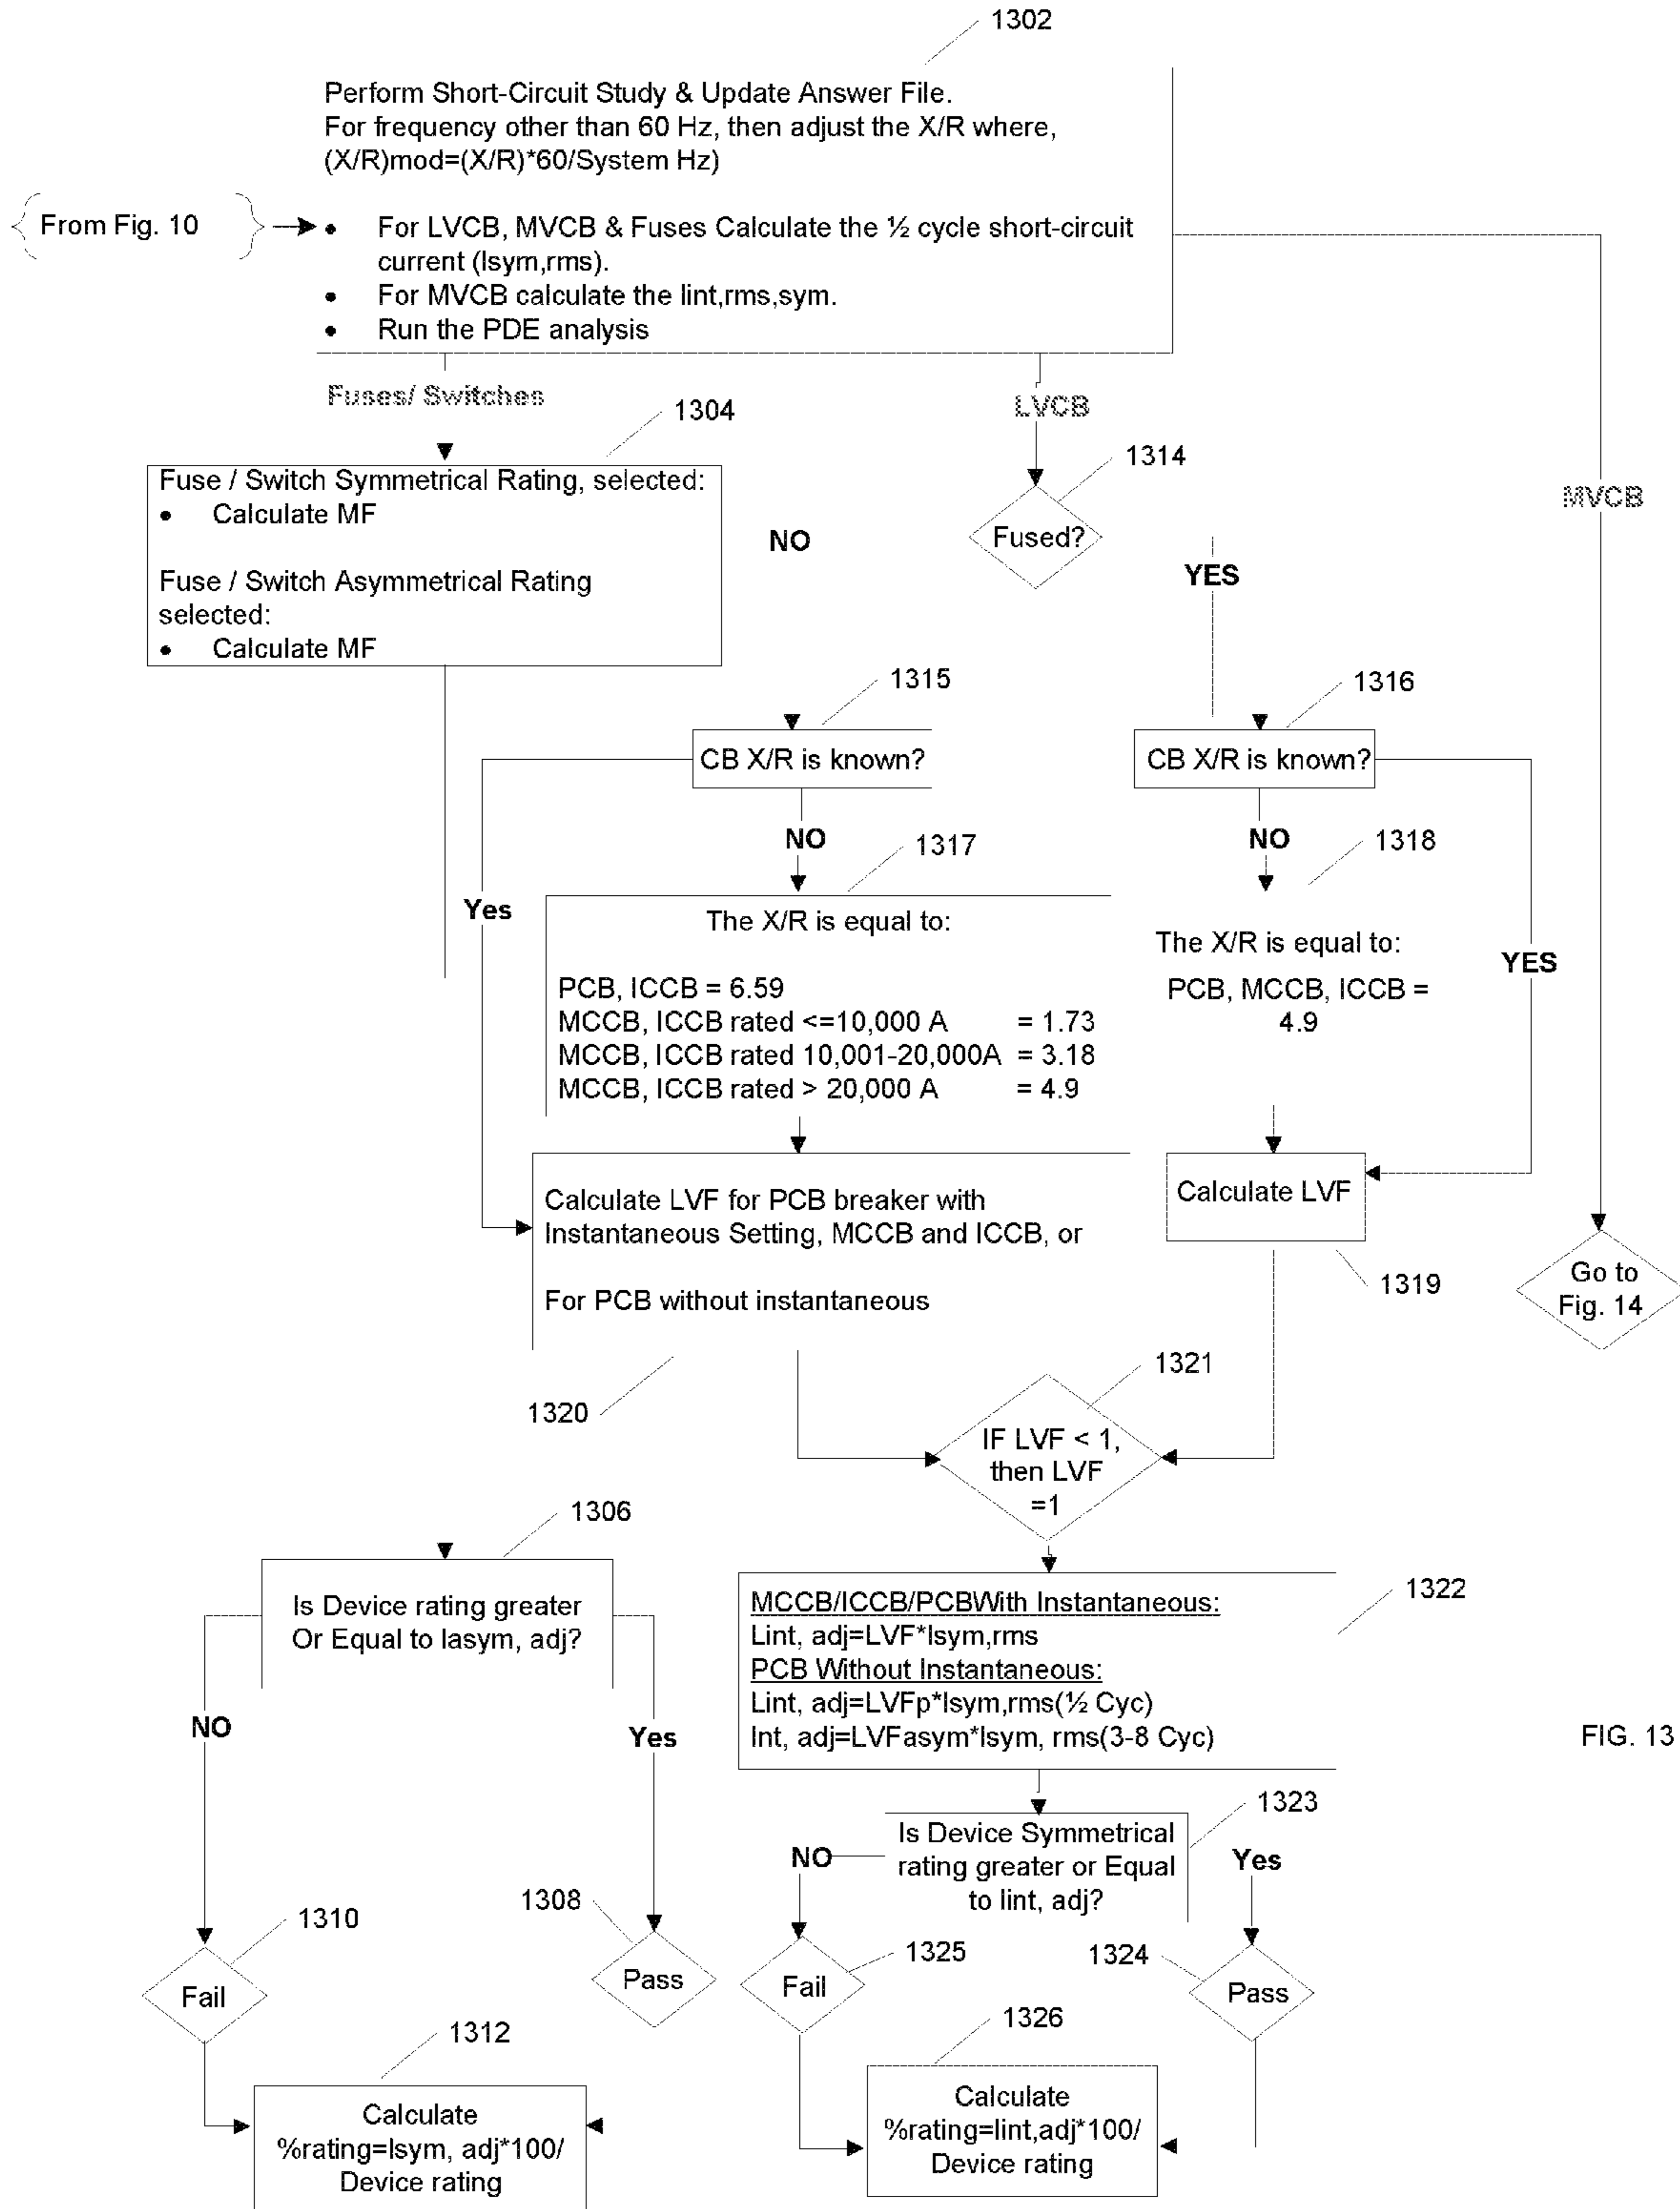 1302
Perform Short-Circuit Study & Update Answer File.
For frequency other than 60 Hz, then adjust the X/R where,
(X/R)mod=(X/R)*60/System Hz)
From Fig. 10
• For LVCB, MVCB & Fuses Calculate the ½ cycle short-circuit
current (Isym,rms).
• For MVCB calculate the Iint,rms,sym.
• Run the PDE analysis
Fuses/ Switches
LVCB
MVCB
1304
Fuse / Switch Symmetrical Rating, selected:
• Calculate MF
Fuse / Switch Asymmetrical Rating
selected:
• Calculate MF
1314
NO
Fused?
YES
1315
CB X/R is known?
1316
CB X/R is known?
NO
1317
NO
1318
Yes
The X/R is equal to:
PCB, ICCB = 6.59
MCCB, ICCB rated <=10,000 A = 1.73
MCCB, ICCB rated 10,001-20,000A = 3.18
MCCB, ICCB rated > 20,000 A = 4.9
The X/R is equal to:
PCB, MCCB, ICCB =
4.9
YES
Calculate LVF for PCB breaker with
Instantaneous Setting, MCCB and ICCB, or
For PCB without instantaneous
Calculate LVF
1319
Go to
Fig. 14
1320
1321
IF LVF < 1,
then LVF
=1
1306
Is Device rating greater
Or Equal to Iasym, adj?
NO
Yes
1322
MCCB/ICCB/PCBWith Instantaneous:
Lint, adj=LVF*Isym,rms
PCB Without Instantaneous:
Lint, adj=LVFp*Isym,rms(½ Cyc)
Int, adj=LVFasym*Isym, rms(3-8 Cyc)
FIG. 13
1323
Is Device Symmetrical
rating greater or Equal
to Iint, adj?
NO
Yes
1310
Fail
1308
Pass
1325
Fail
1324
Pass
1312
Calculate
%rating=Isym, adj*100/
Device rating
1326
Calculate
%rating=Iint,adj*100/
Device rating